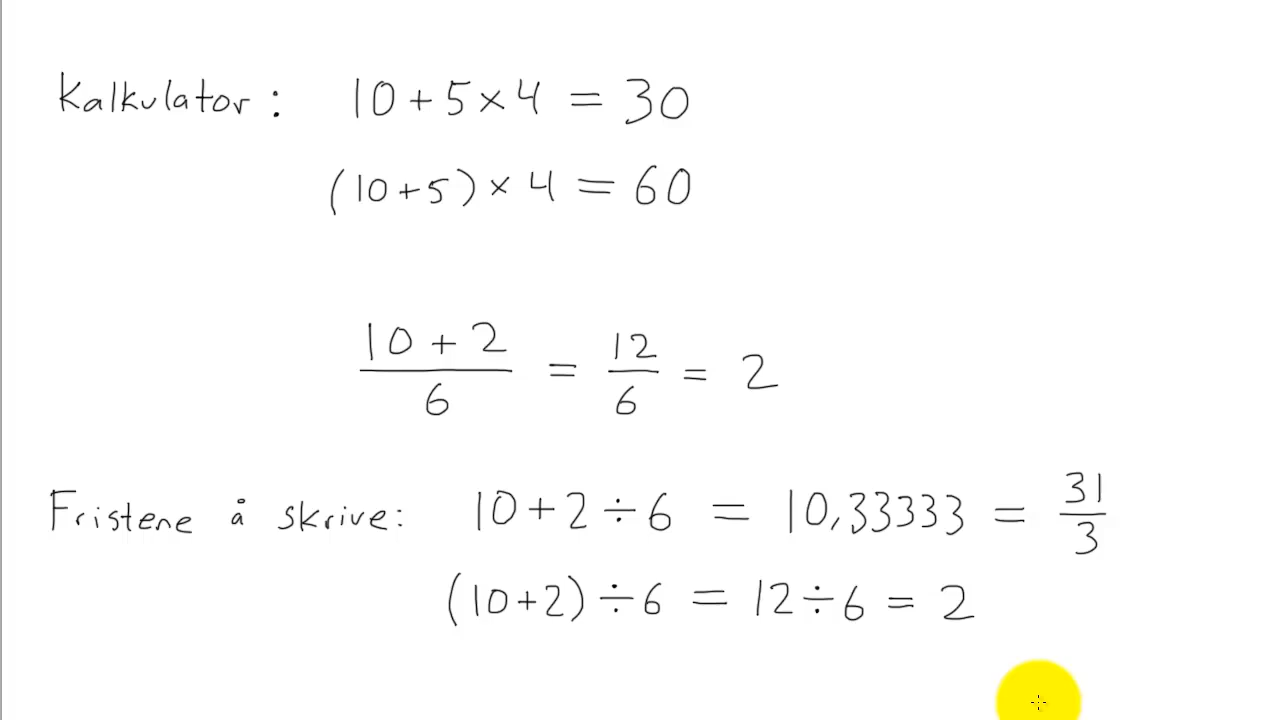 Kalkulator: 10 + 5 × 4 = 30
(10 + 5) × 4 = 60
10 + 2 / 6 = 12 / 6 = 2
Fristene å skrive: 10 + 2 ÷ 6 = 10,33333 = 31 / 3
(10 + 2) ÷ 6 = 12 ÷ 6 = 2